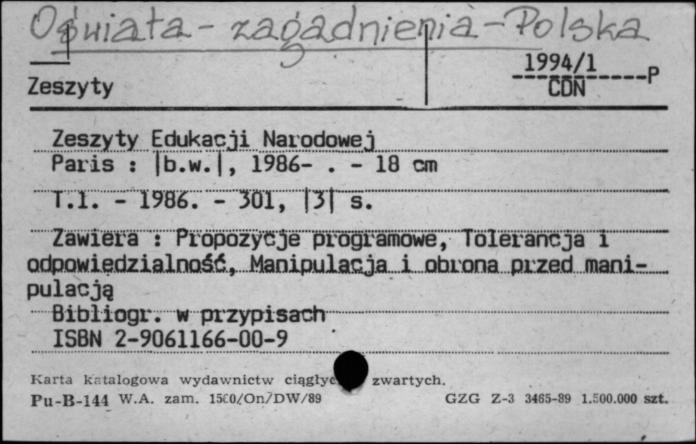 Oświata - zagadnienia - Polska
Zeszyty
1994/1 P
CDN
Zeszyty Edukacji Narodowej
Paris : |b.w.|, 1986- . - 18 cm
T.1. - 1986. - 301, |3| s.
Zawiera : Propozycje programowe, Tolerancja i
odpowiedzialność, Manipulacja i obrona przed mani-
pulacją
Bibliogr. w przypisach
ISBN 2-9061166-00-9
Karta katalogowa wydawnictw zwartych.
Pu-B-144 W.A. zam. 1500/On/DW/89 GZG Z-3 3465-89 1.500.000 szt.